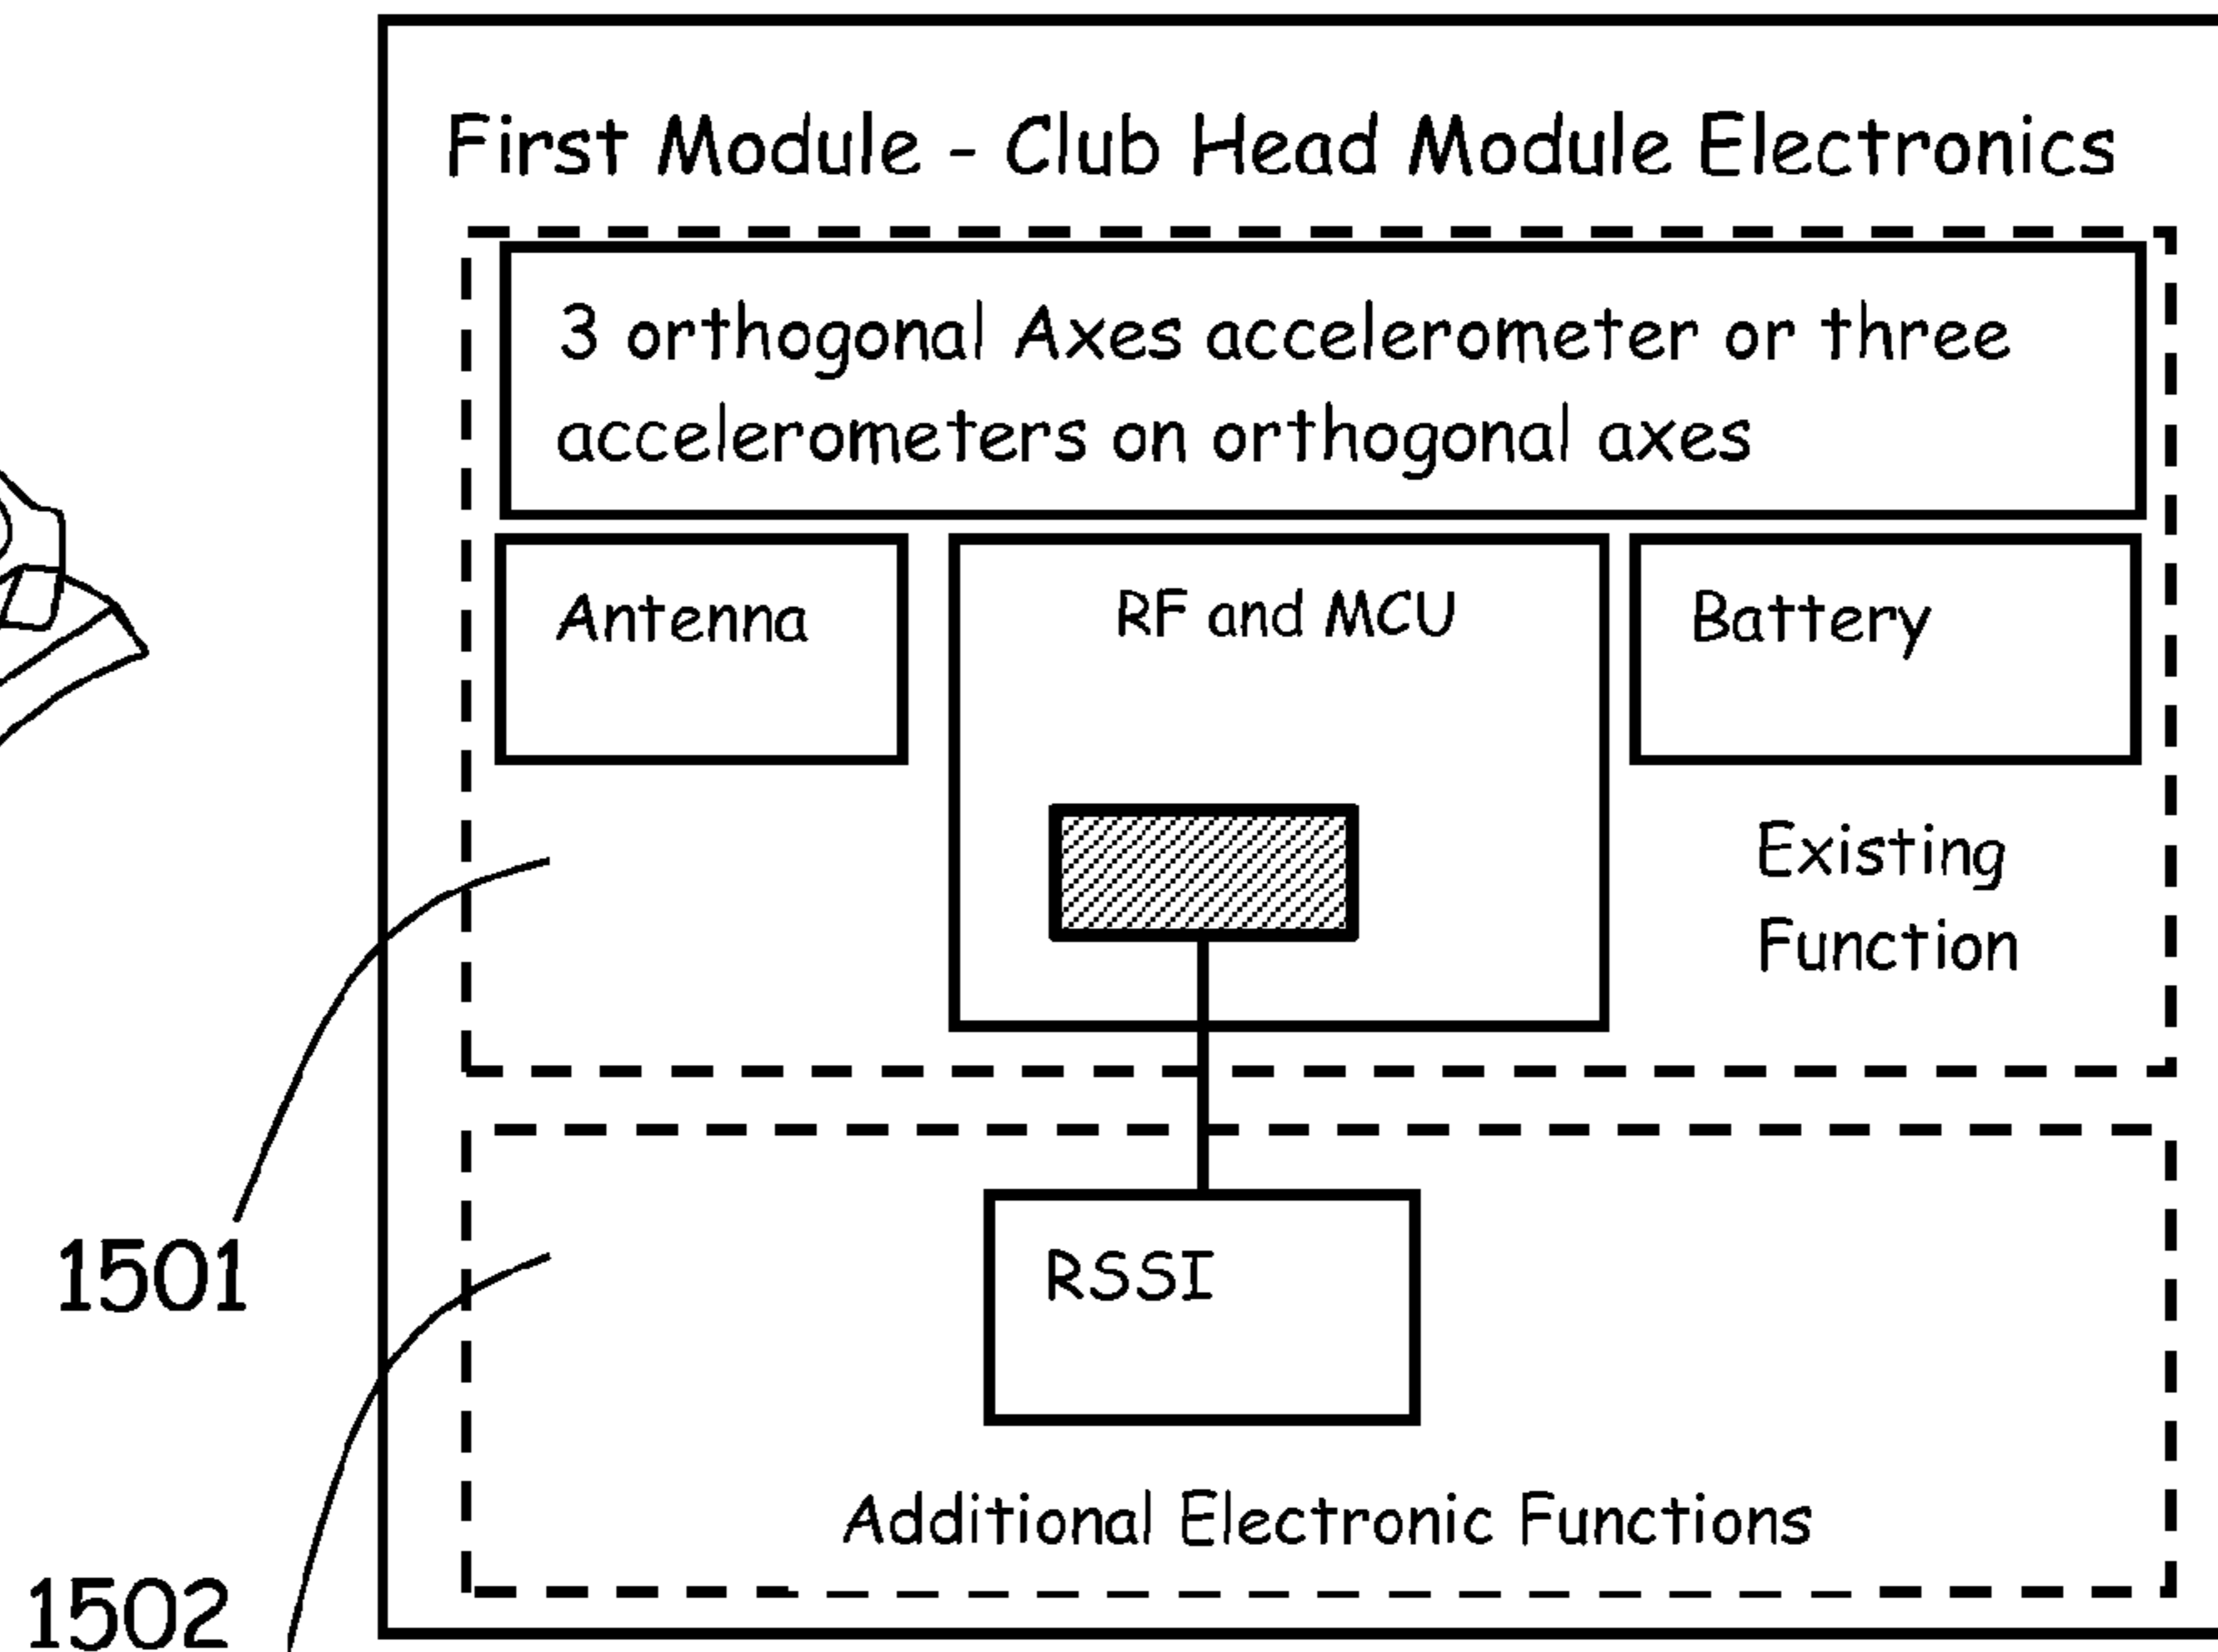 First Module - Club Head Module Electronics
3 orthogonal Axes accelerometer or three
accelerometers on orthogonal axes
Antenna
RF and MCU
Battery
Existing
Function
1501
RSSI
Additional Electronic Functions
1502